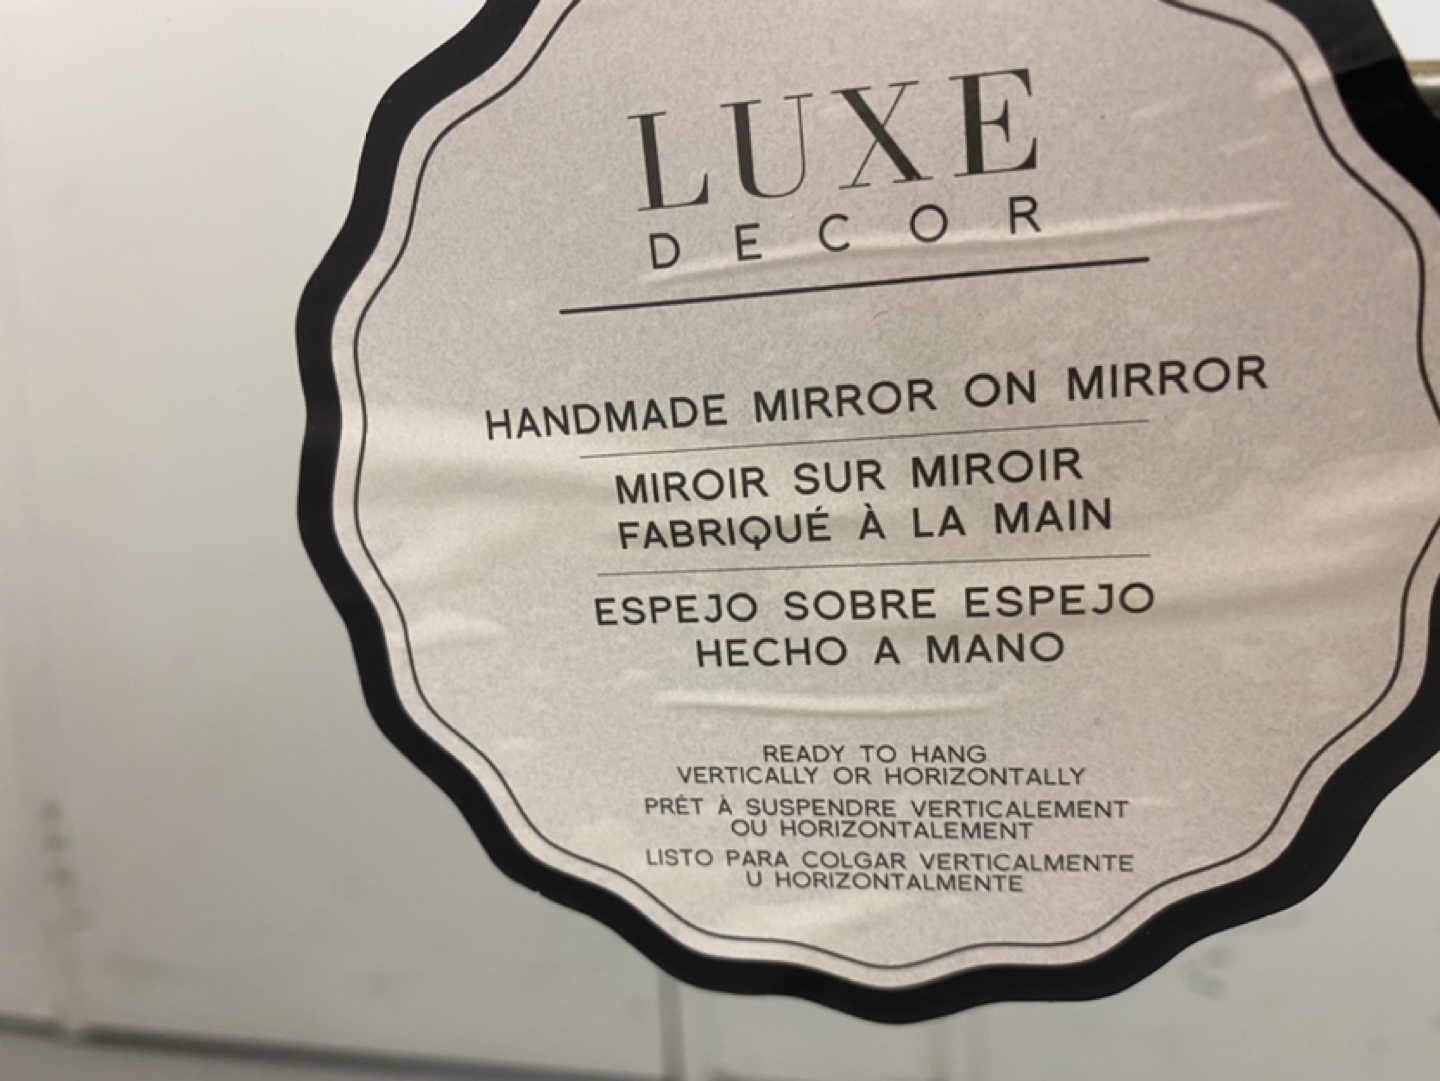 LUXE
DECOR
HANDMADE MIRROR ON MIRROR
MIROIR SUR MIROIR
FABRIQUÉ À LA MAIN
ESPEJO SOBRE ESPEJO
HECHO A MANO
READY TO HANG
VERTICALLY OR HORIZONTALLY
PRÊT À SUSPENDRE VERTICALEMENT
OU HORIZONTALEMENT
LISTO PARA COLGAR VERTICALMENTE
U HORIZONTALMENTE